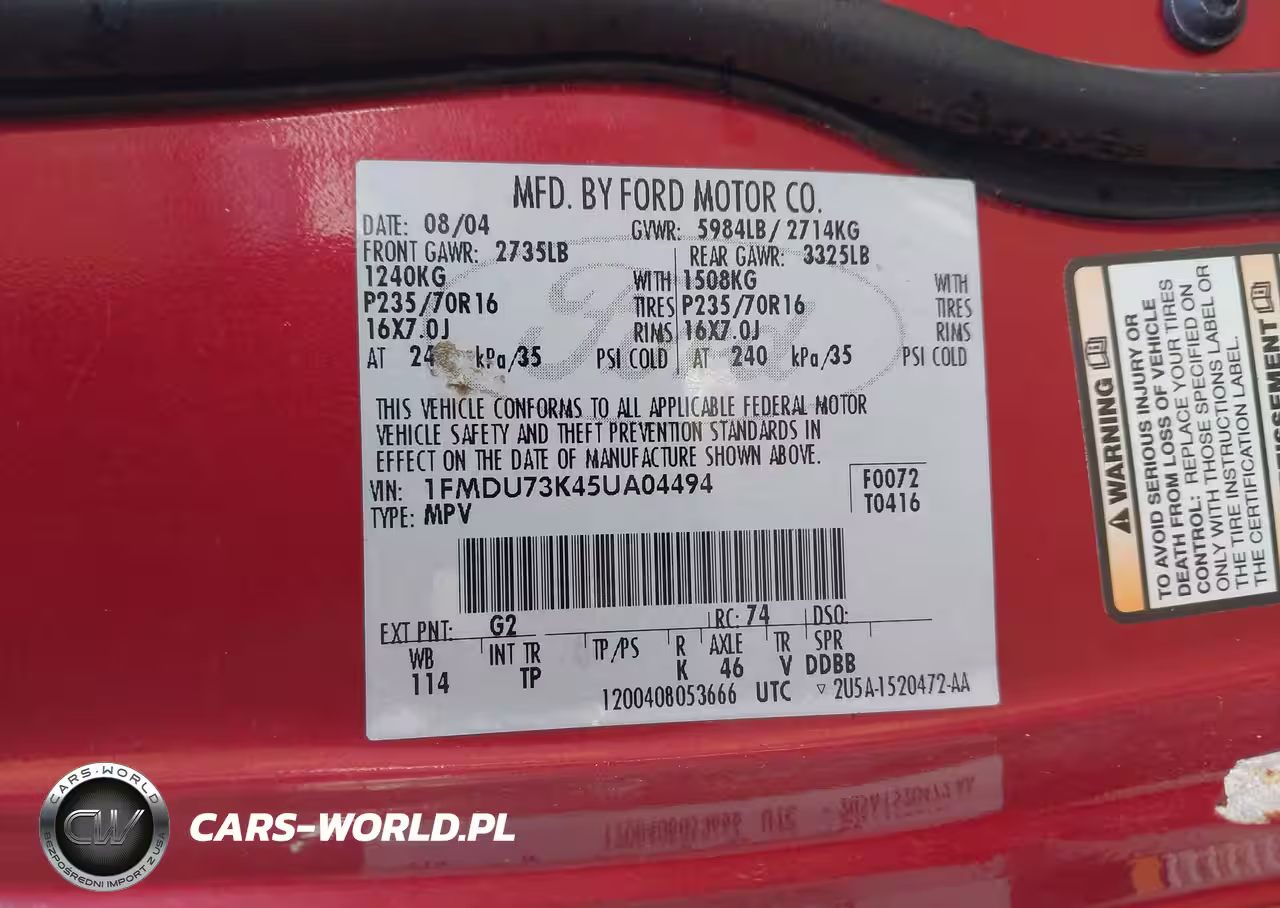 MFD. BY FORD MOTOR CO.
DATE: 08/04 GVWR: 5984LB/ 2714KG
FRONT GAWR: 2735LB REAR GAWR: 3325LB
1240KG WITH 1508KG WITH
P235/70R16 TIRES P235/70R16 TIRES
16X7.0J RIMS 16X7.0J RIMS
AT 24 kPa/35 PSI COLD AT 240 kPa/35 PSI COLD
THIS VEHICLE CONFORMS TO ALL APPLICABLE FEDERAL MOTOR
VEHICLE SAFETY AND THEFT PREVENTION STANDARDS IN
EFFECT ON THE DATE OF MANUFACTURE SHOWN ABOVE.
VIN: 1FMDU73K45UA04494 F0072
TYPE: MPV T0416
EXT PNT: G2 RC: 74 DSO:
WB INT TR TP/PS R AXLE TR SPR
114 TP K 46 V DDBB
1200408053666 UTC ▽ 2U5A-1520472-AA
Ford
⚠ WARNING
TO AVOID SERIOUS INJURY OR
DEATH FROM LOSS OF VEHICLE
CONTROL: REPLACE YOUR TIRES
ONLY WITH THOSE SPECIFIED ON
THE TIRE INSTRUCTIONS LABEL OR
THE CERTIFICATION LABEL.
CARS-WORLD
CW
BEZPOŚREDNI IMPORT Z USA
CARS-WORLD.PL